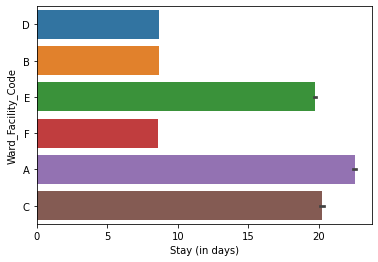 D
B
E
F
A
C
Ward_Facility_Code
0 5 10 15 20
Stay (in days)